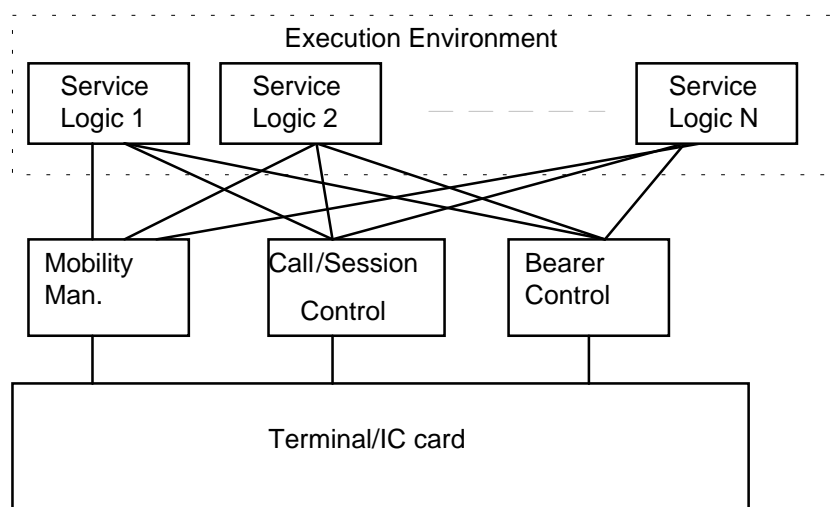 Execution Environment
Service
Logic 1
Service
Logic 2
Service
Logic N
Mobility
Man.
Call/Session
Control
Bearer
Control
Terminal/IC card